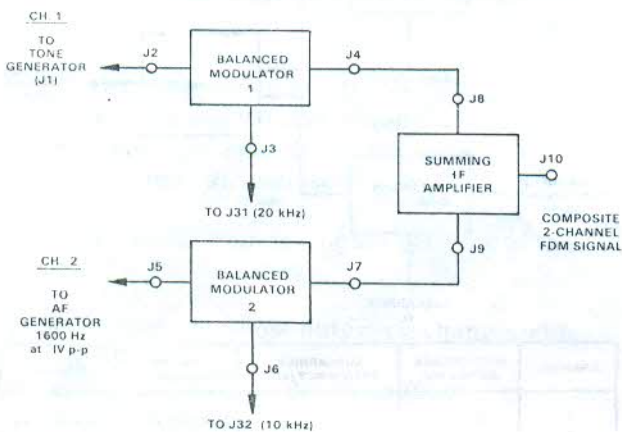 CH. 1
TO
TONE
GENERATOR
(J1)
J2
BALANCED
MODULATOR
1
J4
J3
TO J31 (20 kHz)
J8
SUMMING
IF
AMPLIFIER
J10
COMPOSITE
2-CHANNEL
FDM SIGNAL
J9
CH. 2
TO
AF
GENERATOR
1600 Hz
at IV p-p
J5
BALANCED
MODULATOR
2
J7
J6
TO J32 (10 kHz)